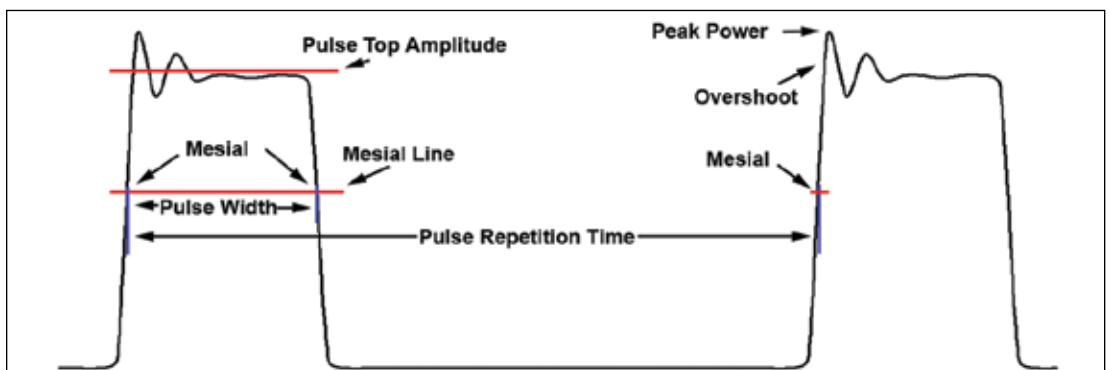 Pulse Top Amplitude
Peak Power
Overshoot
Mesial
Mesial Line
Mesial
Pulse Width
Pulse Repetition Time